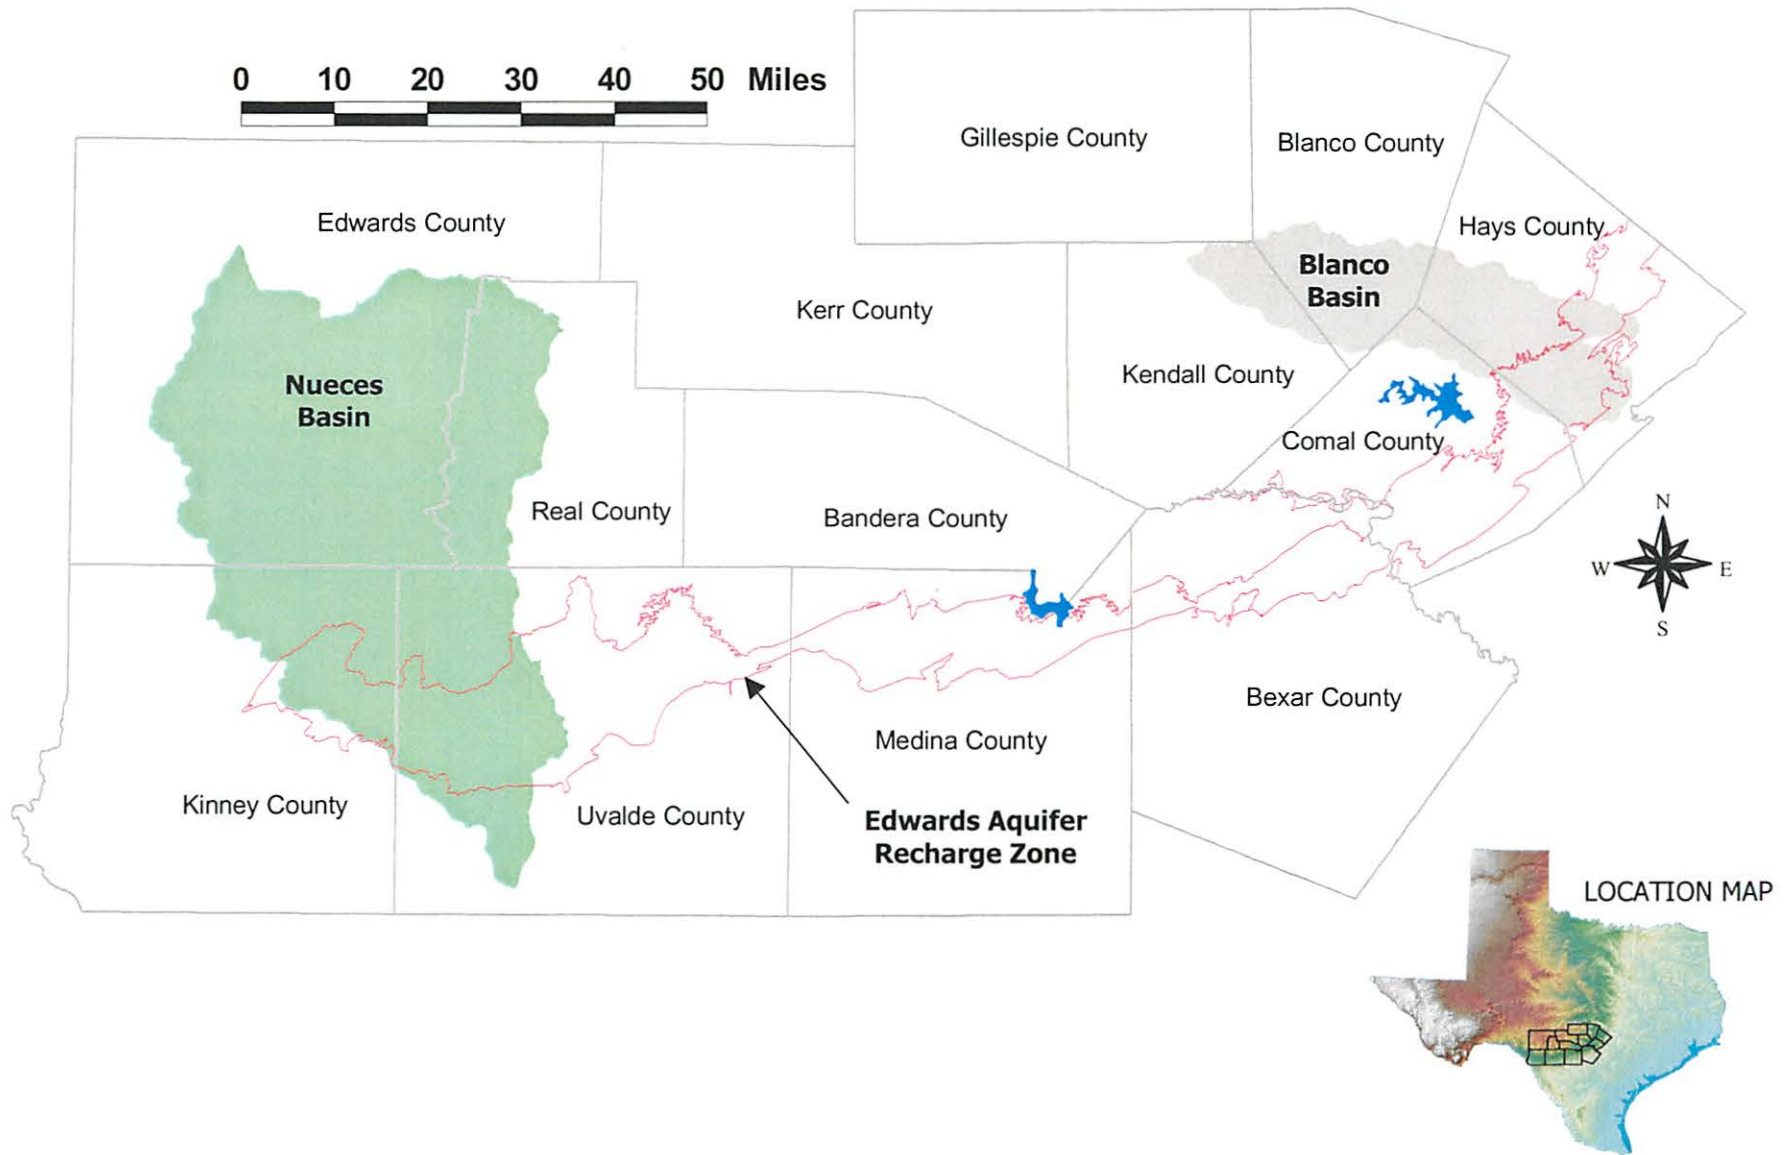 0 10 20 30 40 50 Miles
Gillespie County
Blanco County
Edwards County
Hays County
Blanco
Basin
Kerr County
Nueces
Basin
Kendall County
Comal County
Real County
Bandera County
N
W E
S
Bexar County
Medina County
Kinney County
Uvalde County
Edwards Aquifer
Recharge Zone
LOCATION MAP